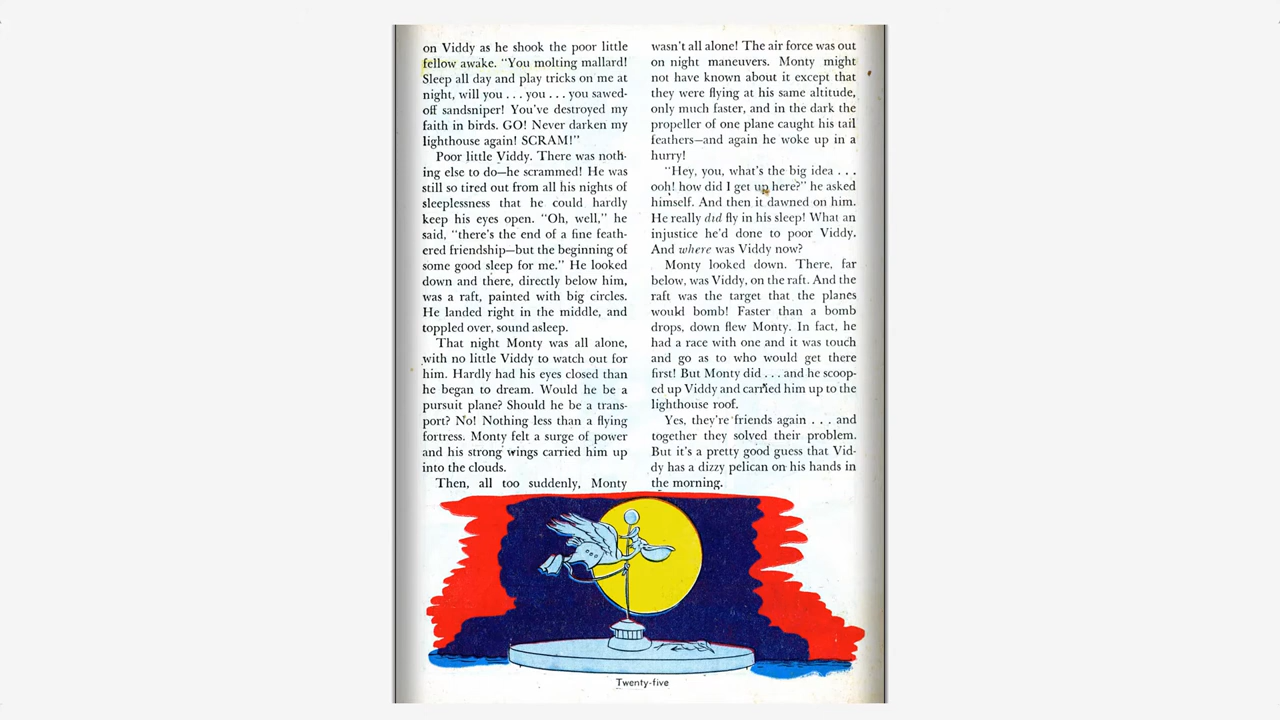 on Viddy as he shook the poor little
fellow awake. "You molting mallard!
Sleep all day and play tricks on me at
night, will you . . . you . . . you sawed-
off sandsniper! You've destroyed my
faith in birds. GO! Never darken my
lighthouse again! SCRAM!"
Poor little Viddy. There was noth-
ing else to do—he scrammed! He was
still so tired out from all his nights of
sleeplessness that he could hardly
keep his eyes open. "Oh, well," he
said, "there's the end of a fine feath-
ered friendship—but the beginning of
some good sleep for me." He looked
down and there, directly below him,
was a raft, painted with big circles.
He landed right in the middle, and
toppled over, sound asleep.
That night Monty was all alone,
with no little Viddy to watch out for
him. Hardly had his eyes closed than
he began to dream. Would he be a
pursuit plane? Should he be a trans-
port? No! Nothing less than a flying
fortress. Monty felt a surge of power
and his strong wings carried him up
into the clouds.
Then, all too suddenly, Monty
wasn't all alone! The air force was out
on night maneuvers. Monty might
not have known about it except that
they were flying at his same altitude,
only much faster, and in the dark the
propeller of one plane caught his tail
feathers—and again he woke up in a
hurry!
"Hey, you, what's the big idea . . .
ooh! how did I get up here?" he asked
himself. And then it dawned on him.
He really did fly in his sleep! What an
injustice he'd done to poor Viddy.
And where was Viddy now?
Monty looked down. There, far
below, was Viddy, on the raft. And the
raft was the target that the planes
would bomb! Faster than a bomb
drops, down flew Monty. In fact, he
had a race with one and it was touch
and go as to who would get there
first! But Monty did . . . and he scoop-
ed up Viddy and carried him up to the
lighthouse roof.
Yes, they're friends again . . . and
together they solved their problem.
But it's a pretty good guess that Vid-
dy has a dizzy pelican on his hands in
the morning.
Twenty-five